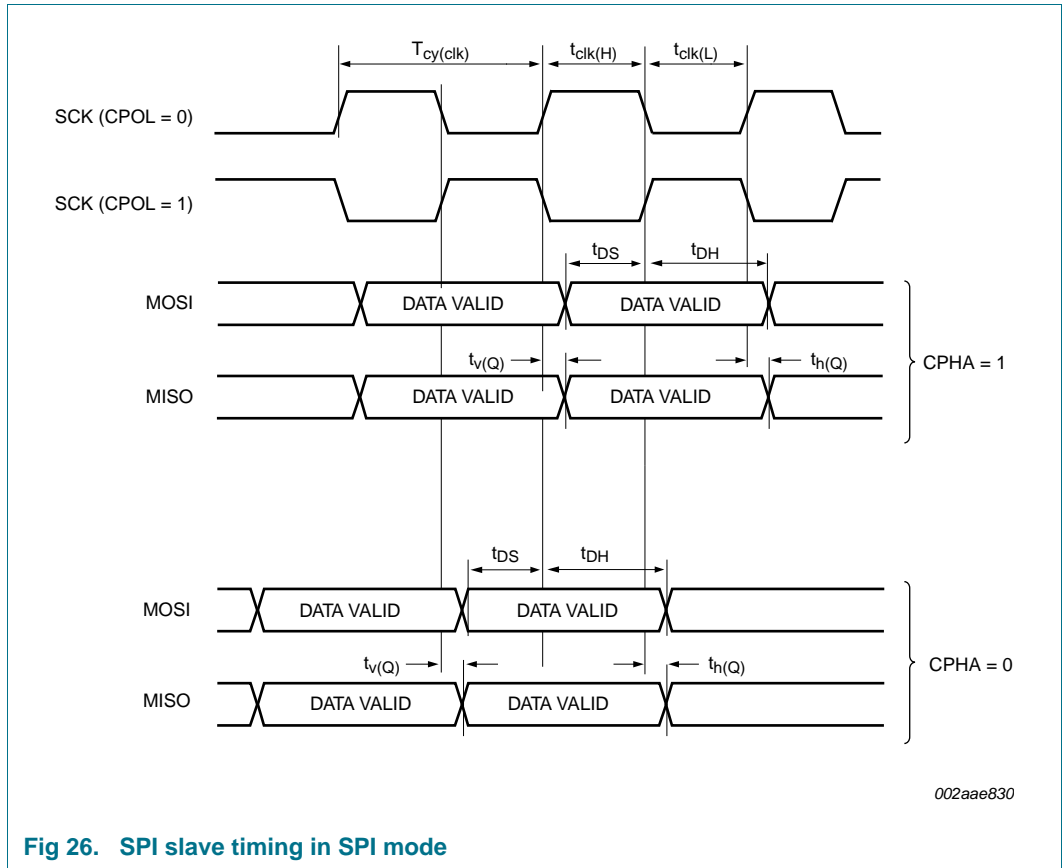 Tcy(clk) tclk(H) tclk(L)
SCK (CPOL = 0)
SCK (CPOL = 1)
tDS tDH
MOSI DATA VALID DATA VALID
tv(Q) th(Q) CPHA = 1
MISO DATA VALID DATA VALID
tDS tDH
MOSI DATA VALID DATA VALID
tv(Q) th(Q) CPHA = 0
MISO DATA VALID DATA VALID
002aae830
Fig 26. SPI slave timing in SPI mode